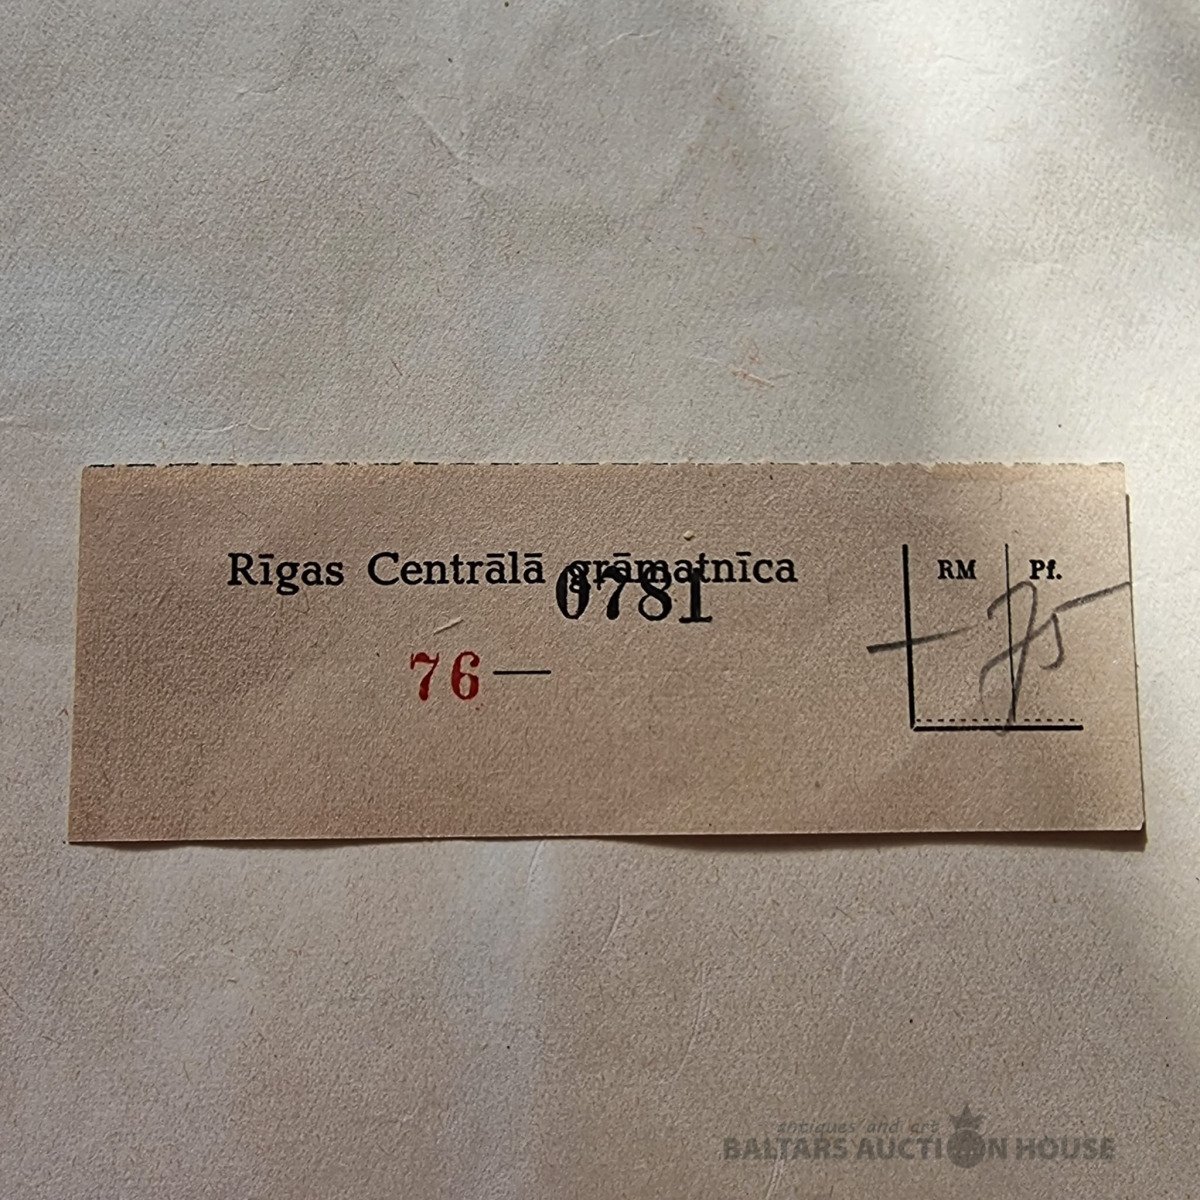 Rīgas Centrālā grāmatnīca
0781
RM Pf.
76—
— 75
antiques and art
BALTARS AUCTION HOUSE